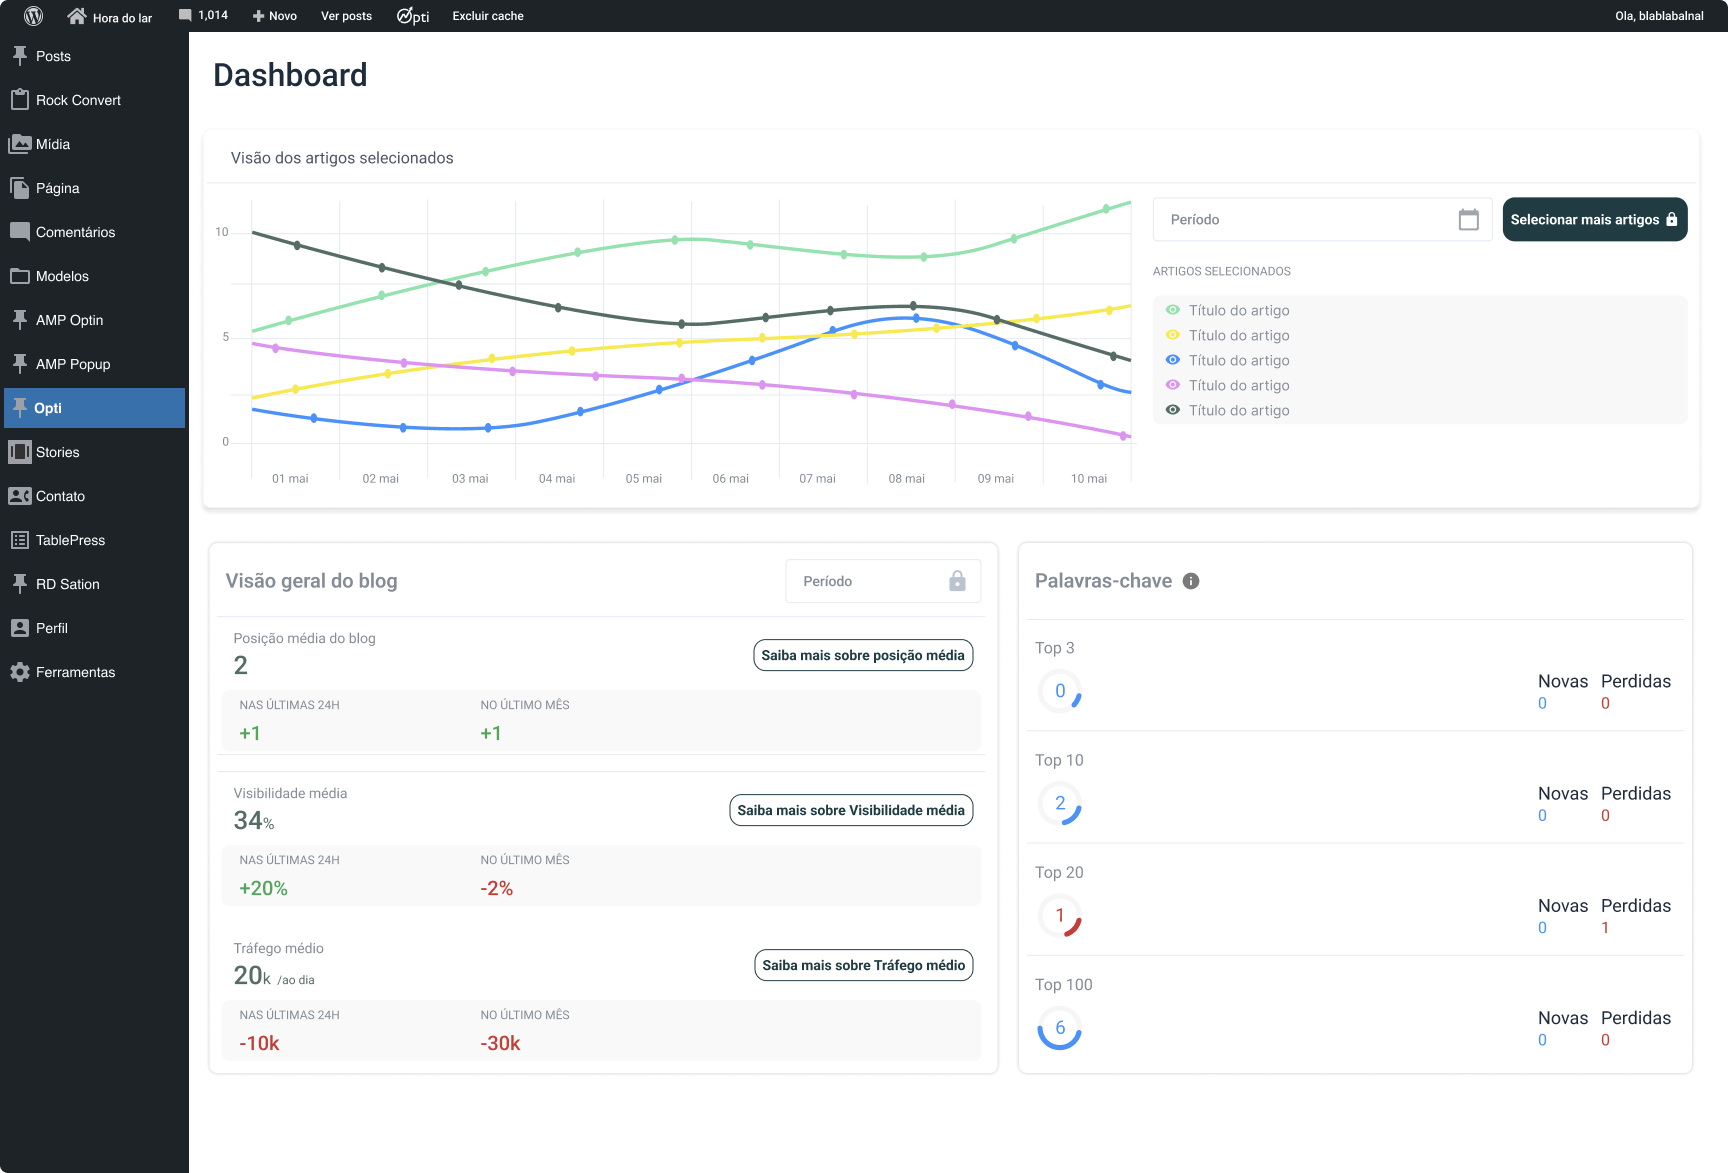 Hora do lar
1,014
Novo
Ver posts
Opti
Excluir cache
Ola, blablabalnal
Posts
Rock Convert
Mídia
Página
Comentários
Modelos
AMP Optin
AMP Popup
Opti
Stories
Contato
TablePress
RD Sation
Perfil
Ferramentas
Dashboard
Visão dos artigos selecionados
10
5
0
01 mai
02 mai
03 mai
04 mai
05 mai
06 mai
07 mai
08 mai
09 mai
10 mai
Período
Selecionar mais artigos
ARTIGOS SELECIONADOS
Título do artigo
Título do artigo
Título do artigo
Título do artigo
Título do artigo
Visão geral do blog
Período
Posição média do blog
2
Saiba mais sobre posição média
NAS ÚLTIMAS 24H
NO ÚLTIMO MÊS
+1
+1
Visibilidade média
34%
Saiba mais sobre Visibilidade média
NAS ÚLTIMAS 24H
NO ÚLTIMO MÊS
+20%
-2%
Tráfego médio
20k /ao dia
Saiba mais sobre Tráfego médio
NAS ÚLTIMAS 24H
NO ÚLTIMO MÊS
-10k
-30k
Palavras-chave
Top 3
0
Novas Perdidas
0 0
Top 10
2
Novas Perdidas
0 0
Top 20
1
Novas Perdidas
0 1
Top 100
6
Novas Perdidas
0 0